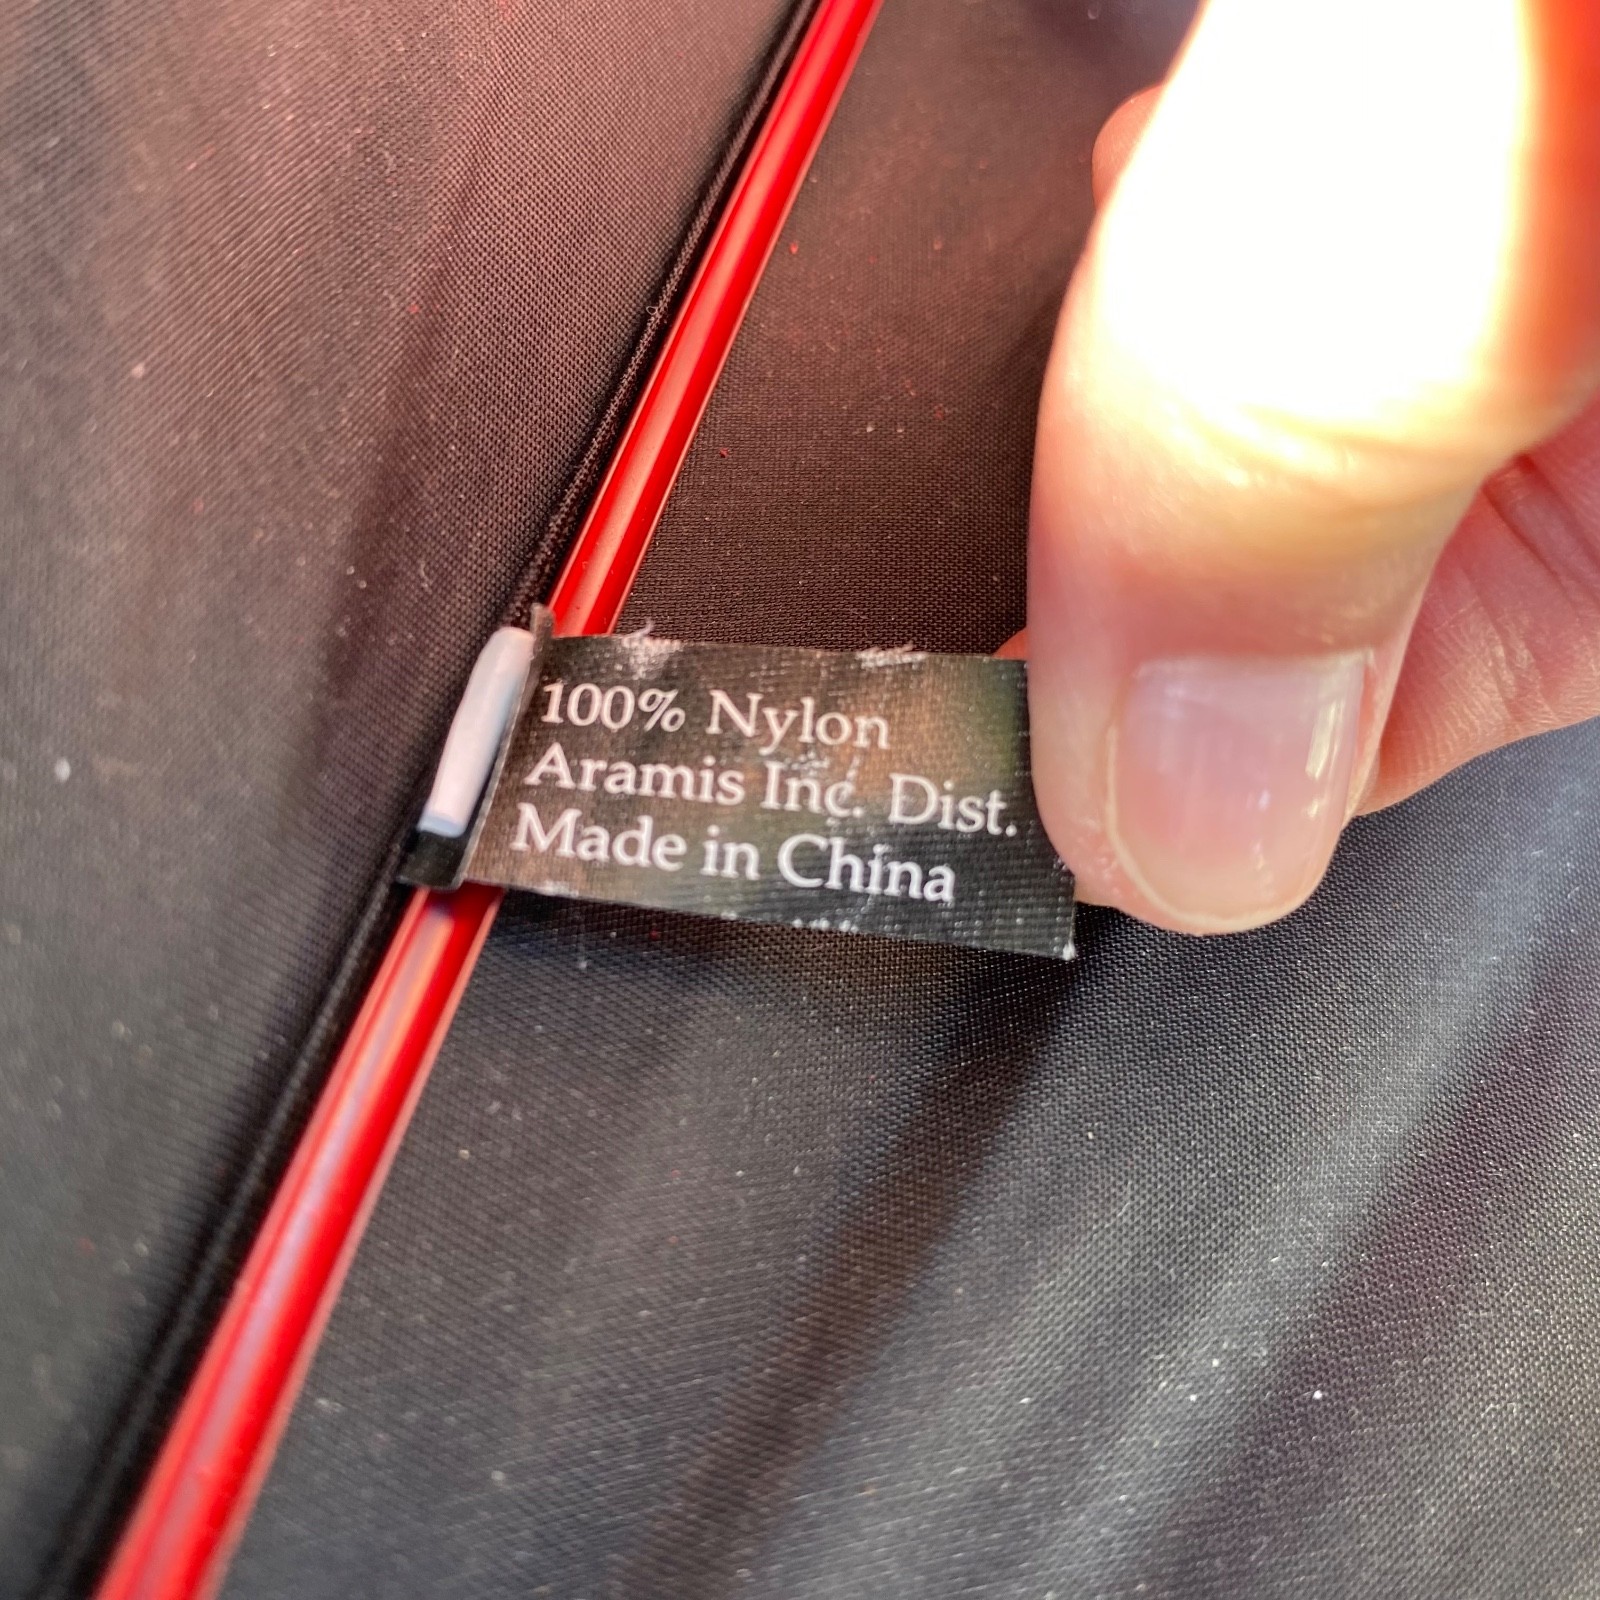 100% Nylon
Aramis Inc. Dist.
Made in China